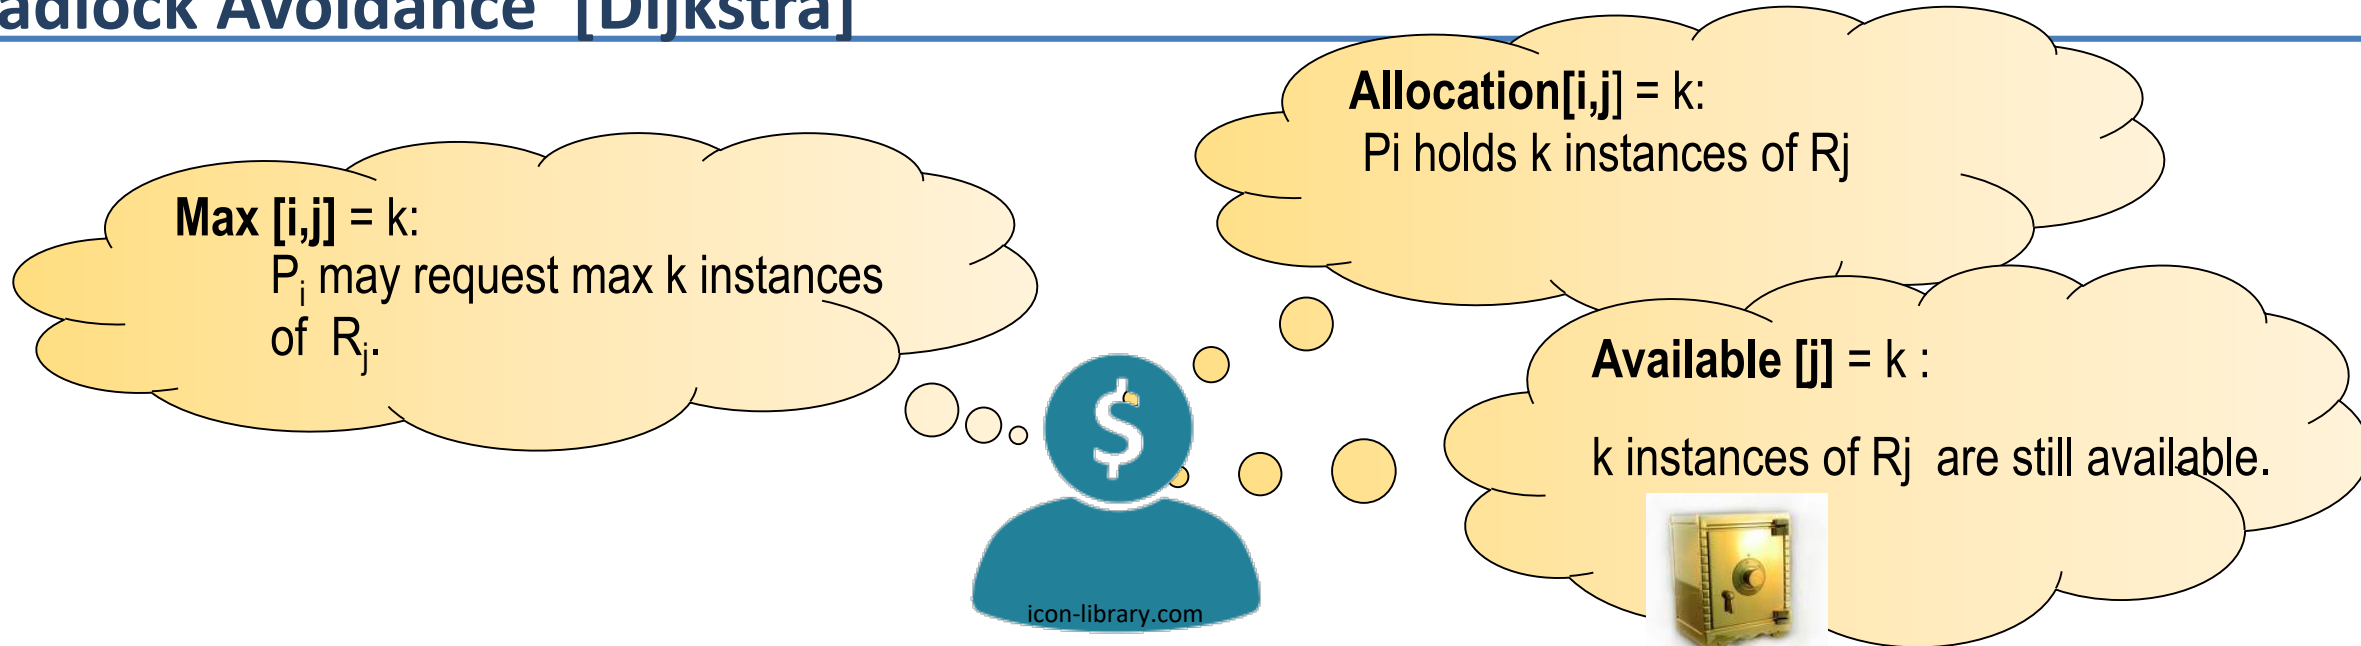 adlock Avoidance [Dijkstra]
Allocation[i,j] = k:
Pi holds k instances of Rj
Max [i,j] = k:
Pi may request max k instances
of Rj.
Available [j] = k :
k instances of Rj are still available.
$
icon-library.com